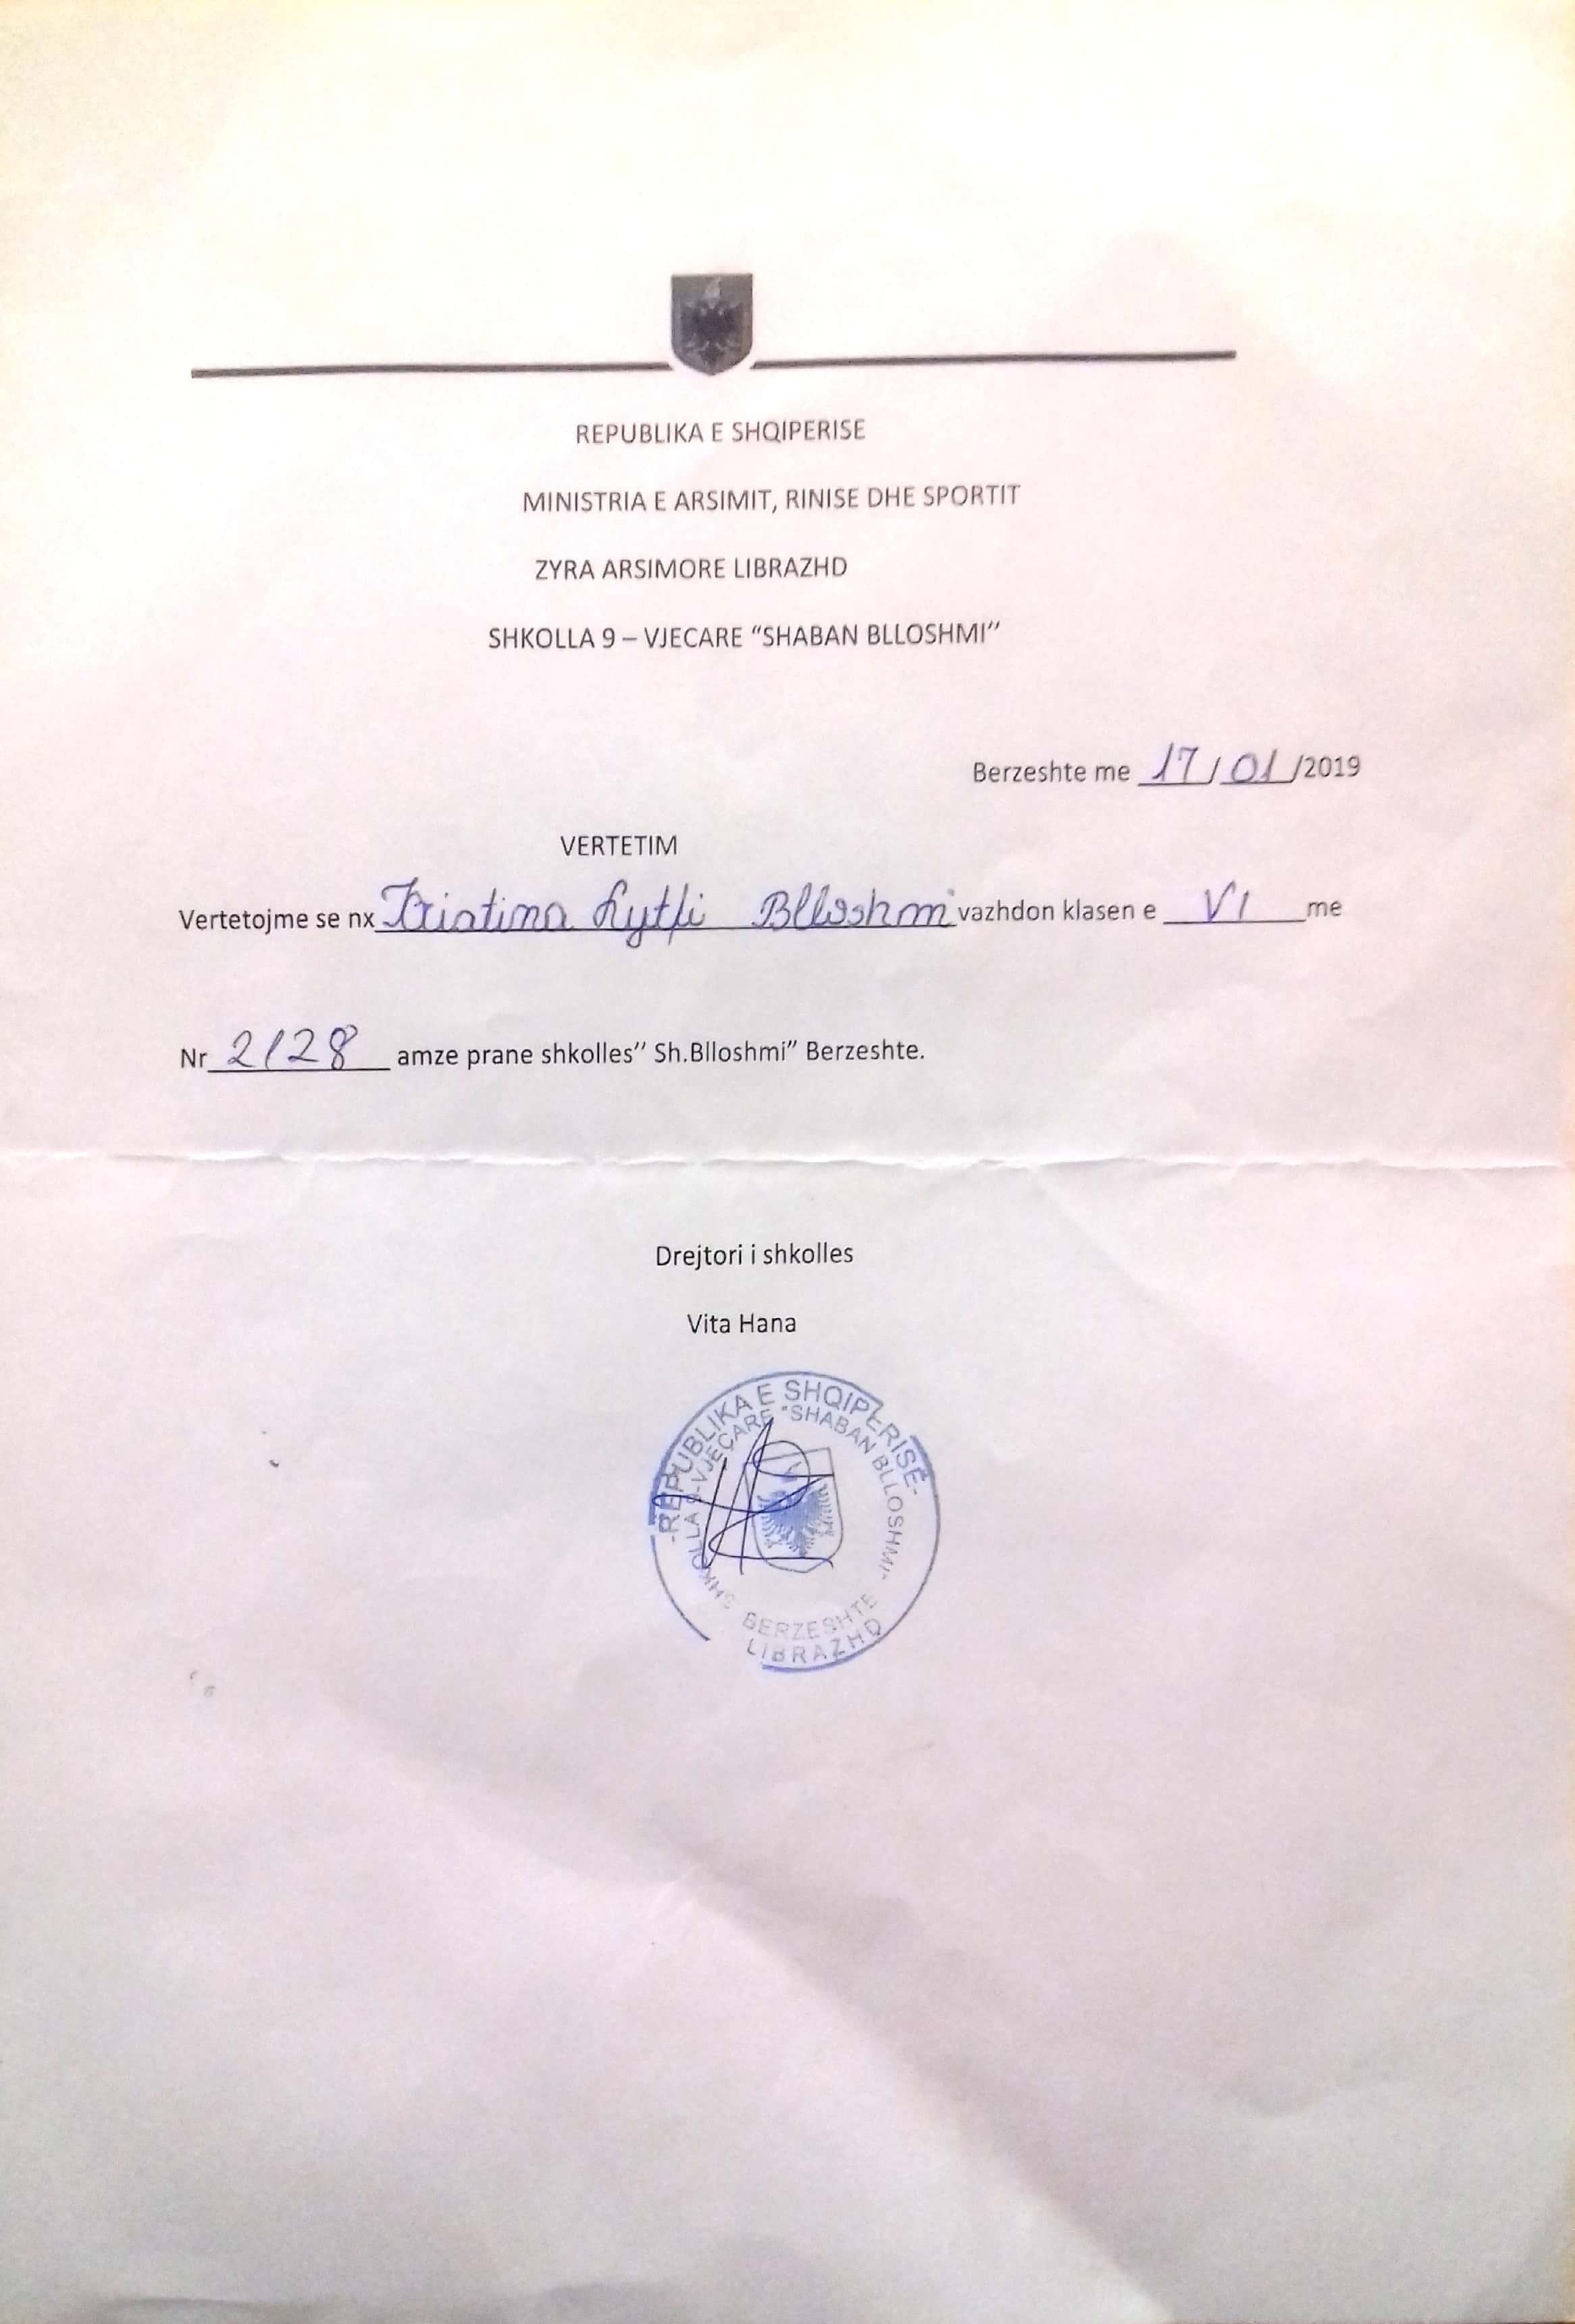 REPUBLIKA E SHQIPERISE
MINISTRIA E ARSIMIT, RINISE DHE SPORTIT
ZYRA ARSIMORE LIBRAZHD
SHKOLLA 9 – VJECARE “SHABAN BLLOSHMI’’
Berzeshte me 17/01/2019
VERTETIM
Vertetojme se nx Kristina Lytfi Blloshmi vazhdon klasen e VI me
Nr 2128 amze prane shkolles’’ Sh.Blloshmi” Berzeshte.
Drejtori i shkolles
Vita Hana
-REPUBLIKA E SHQIPERISË-
SHKOLLA 9-VJEÇARE "SHABAN BLLOSHMI"
BERZESHTE
LIBRAZHD